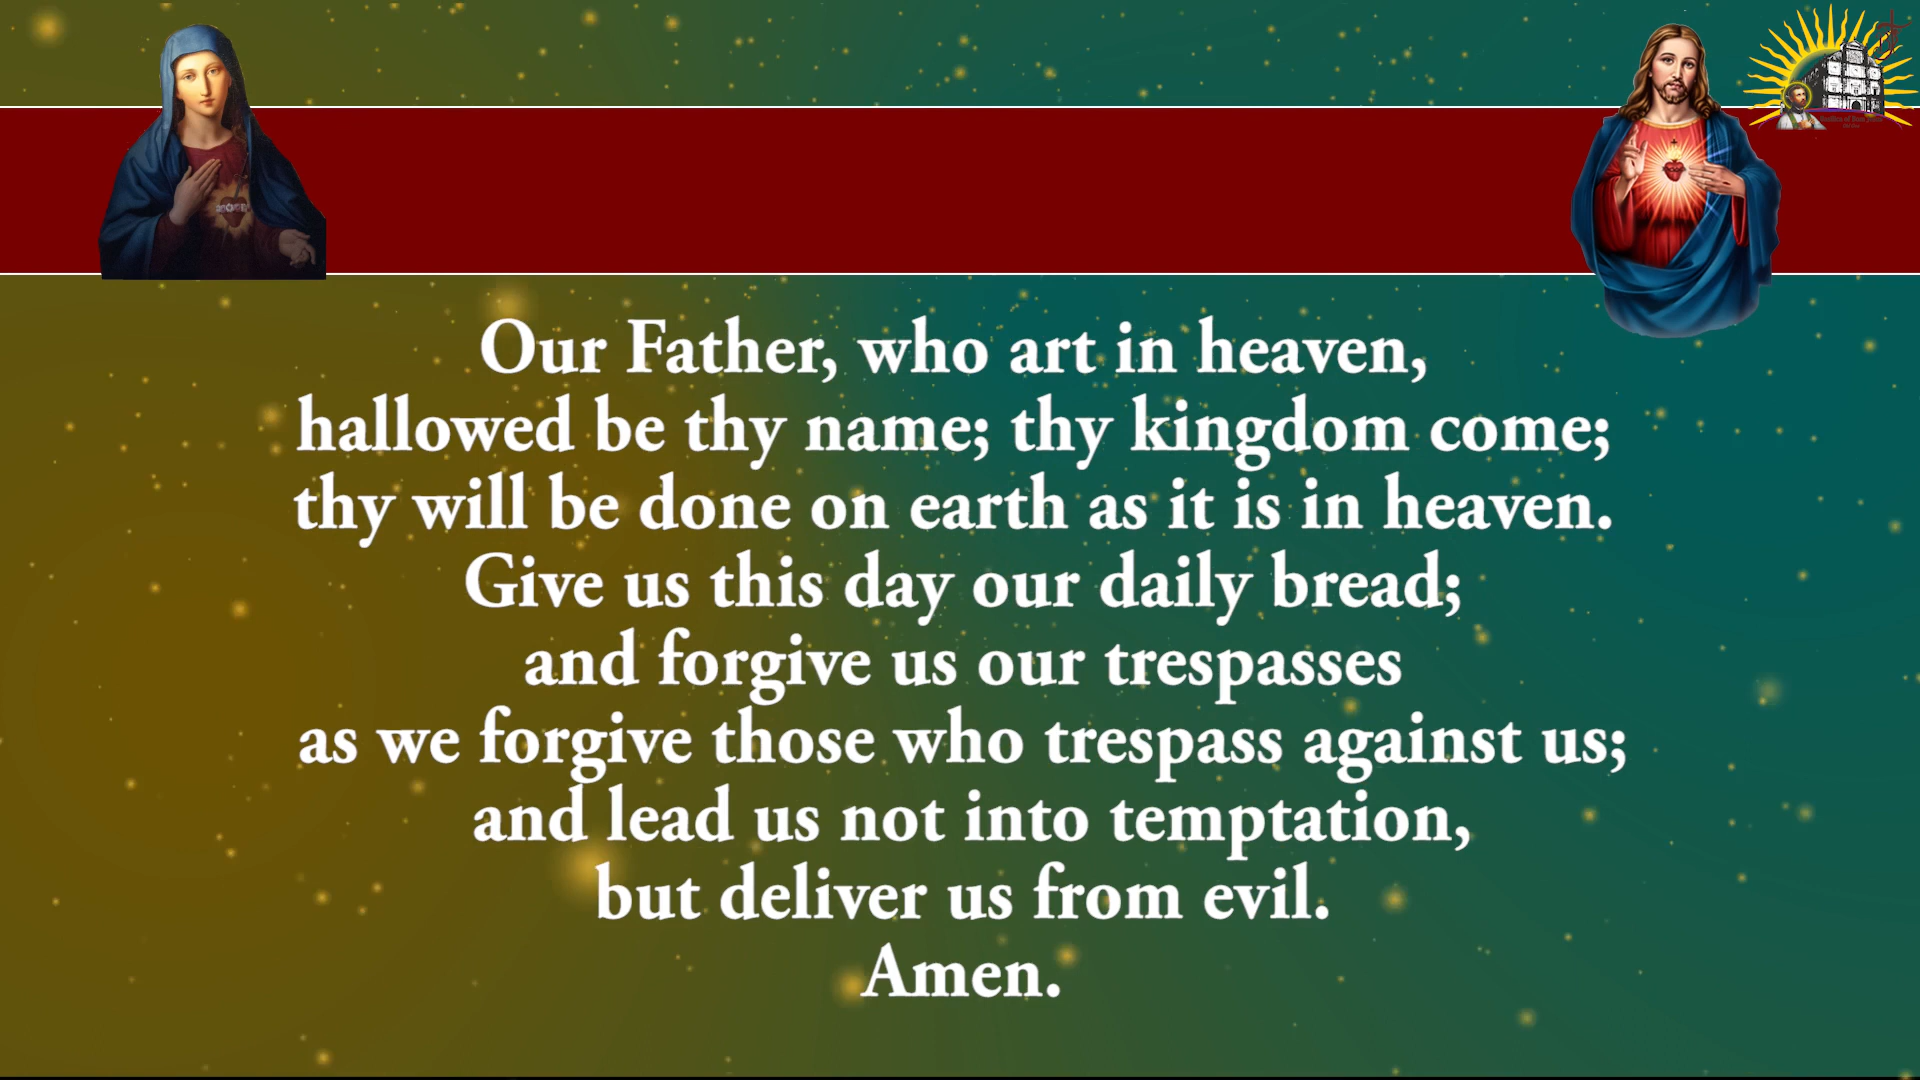 Our Father, who art in heaven,
hallowed be thy name; thy kingdom come;
thy will be done on earth as it is in heaven.
Give us this day our daily bread;
and forgive us our trespasses
as we forgive those who trespass against us;
and lead us not into temptation,
but deliver us from evil.
Amen.